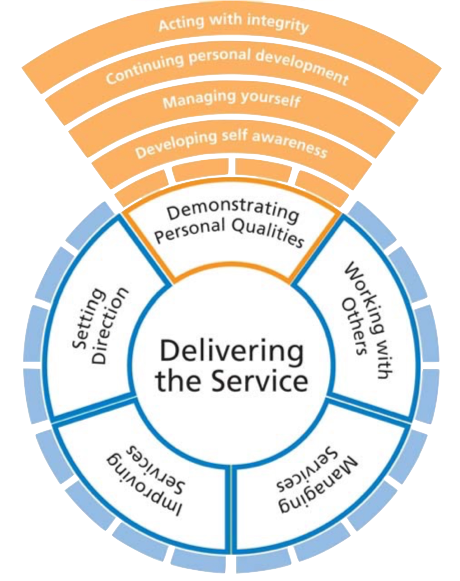 Acting with integrity
Continuing personal development
Managing yourself
Developing self awareness
Demonstrating
Personal Qualities
Setting
Direction
Working with
Others
Delivering
the Service
Improving
Services
Managing
Services